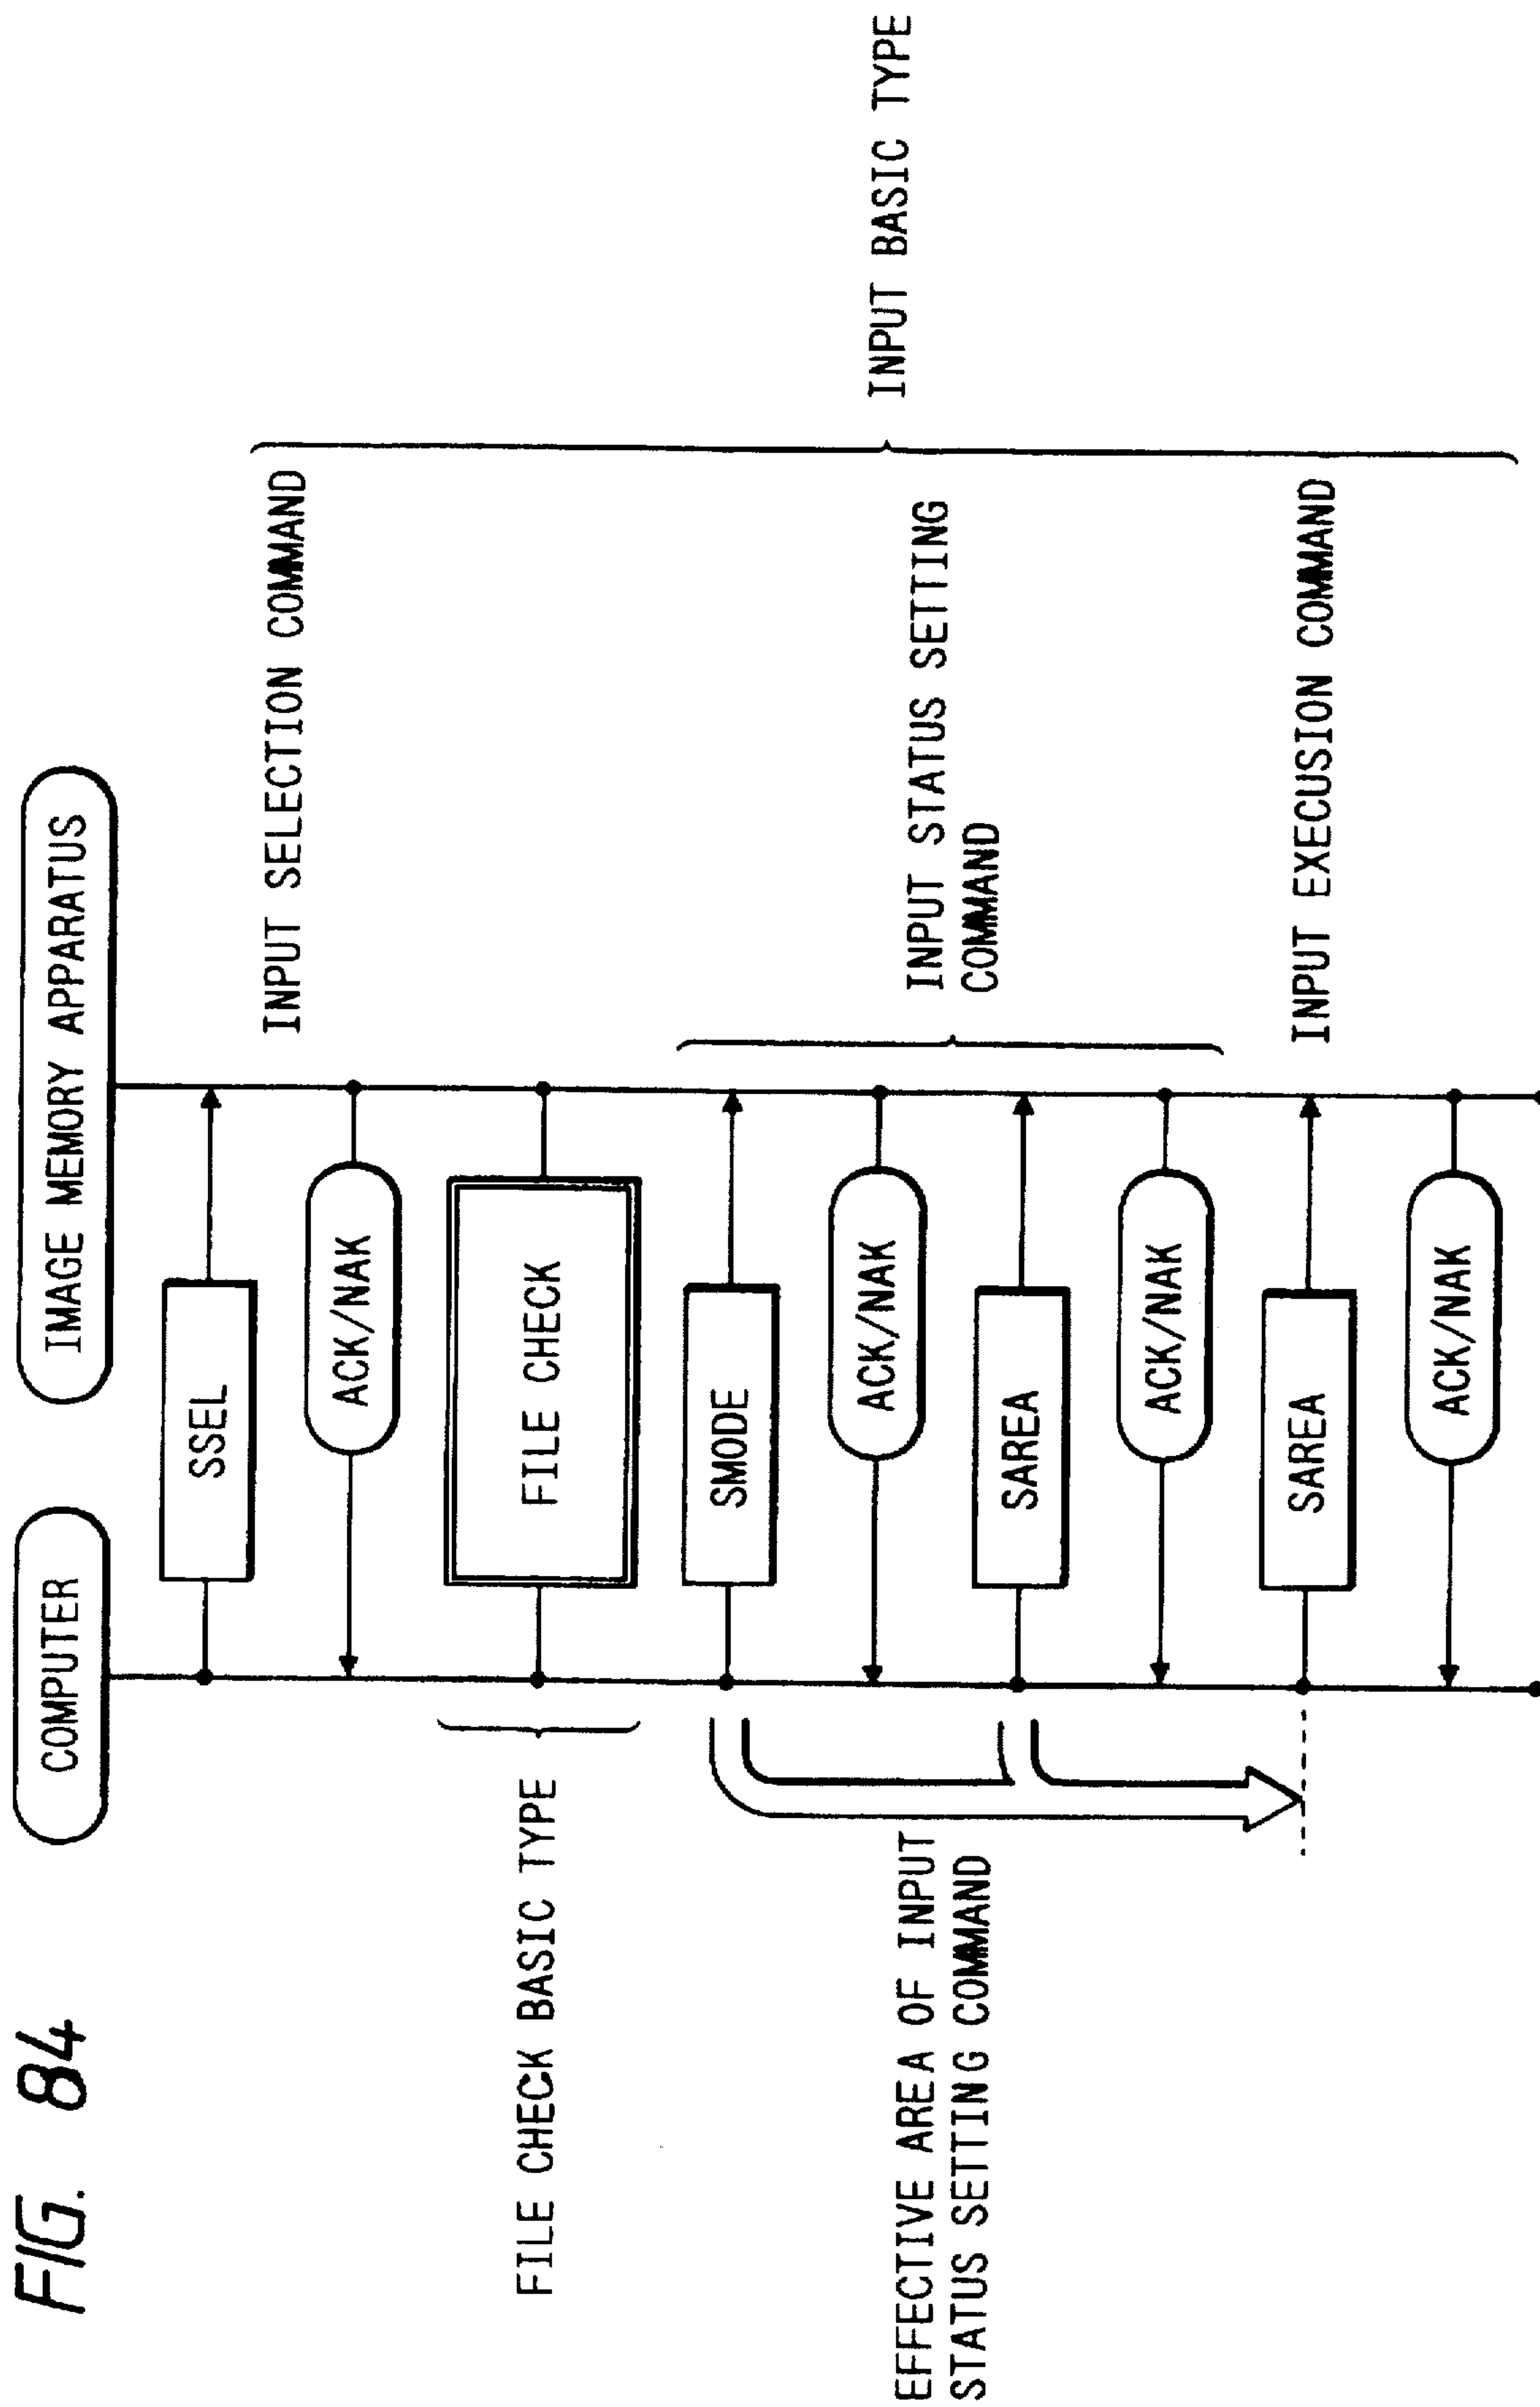 FIG. 84
COMPUTER
IMAGE MEMORY APPARATUS
SSEL
INPUT SELECTION COMMAND
ACK/NAK
FILE CHECK BASIC TYPE
FILE CHECK
SMODE
ACK/NAK
EFFECTIVE AREA OF INPUT
STATUS SETTING COMMAND
INPUT STATUS SETTING
COMMAND
INPUT BASIC TYPE
SAREA
ACK/NAK
SAREA
INPUT EXECUSION COMMAND
ACK/NAK